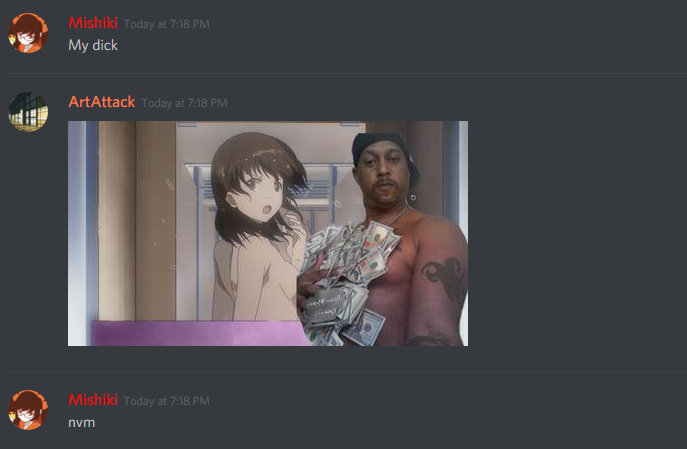 Mishiki Today at 7:18 PM
My dick
ArtAttack Today at 7:18 PM
Mishiki Today at 7:18 PM
nvm